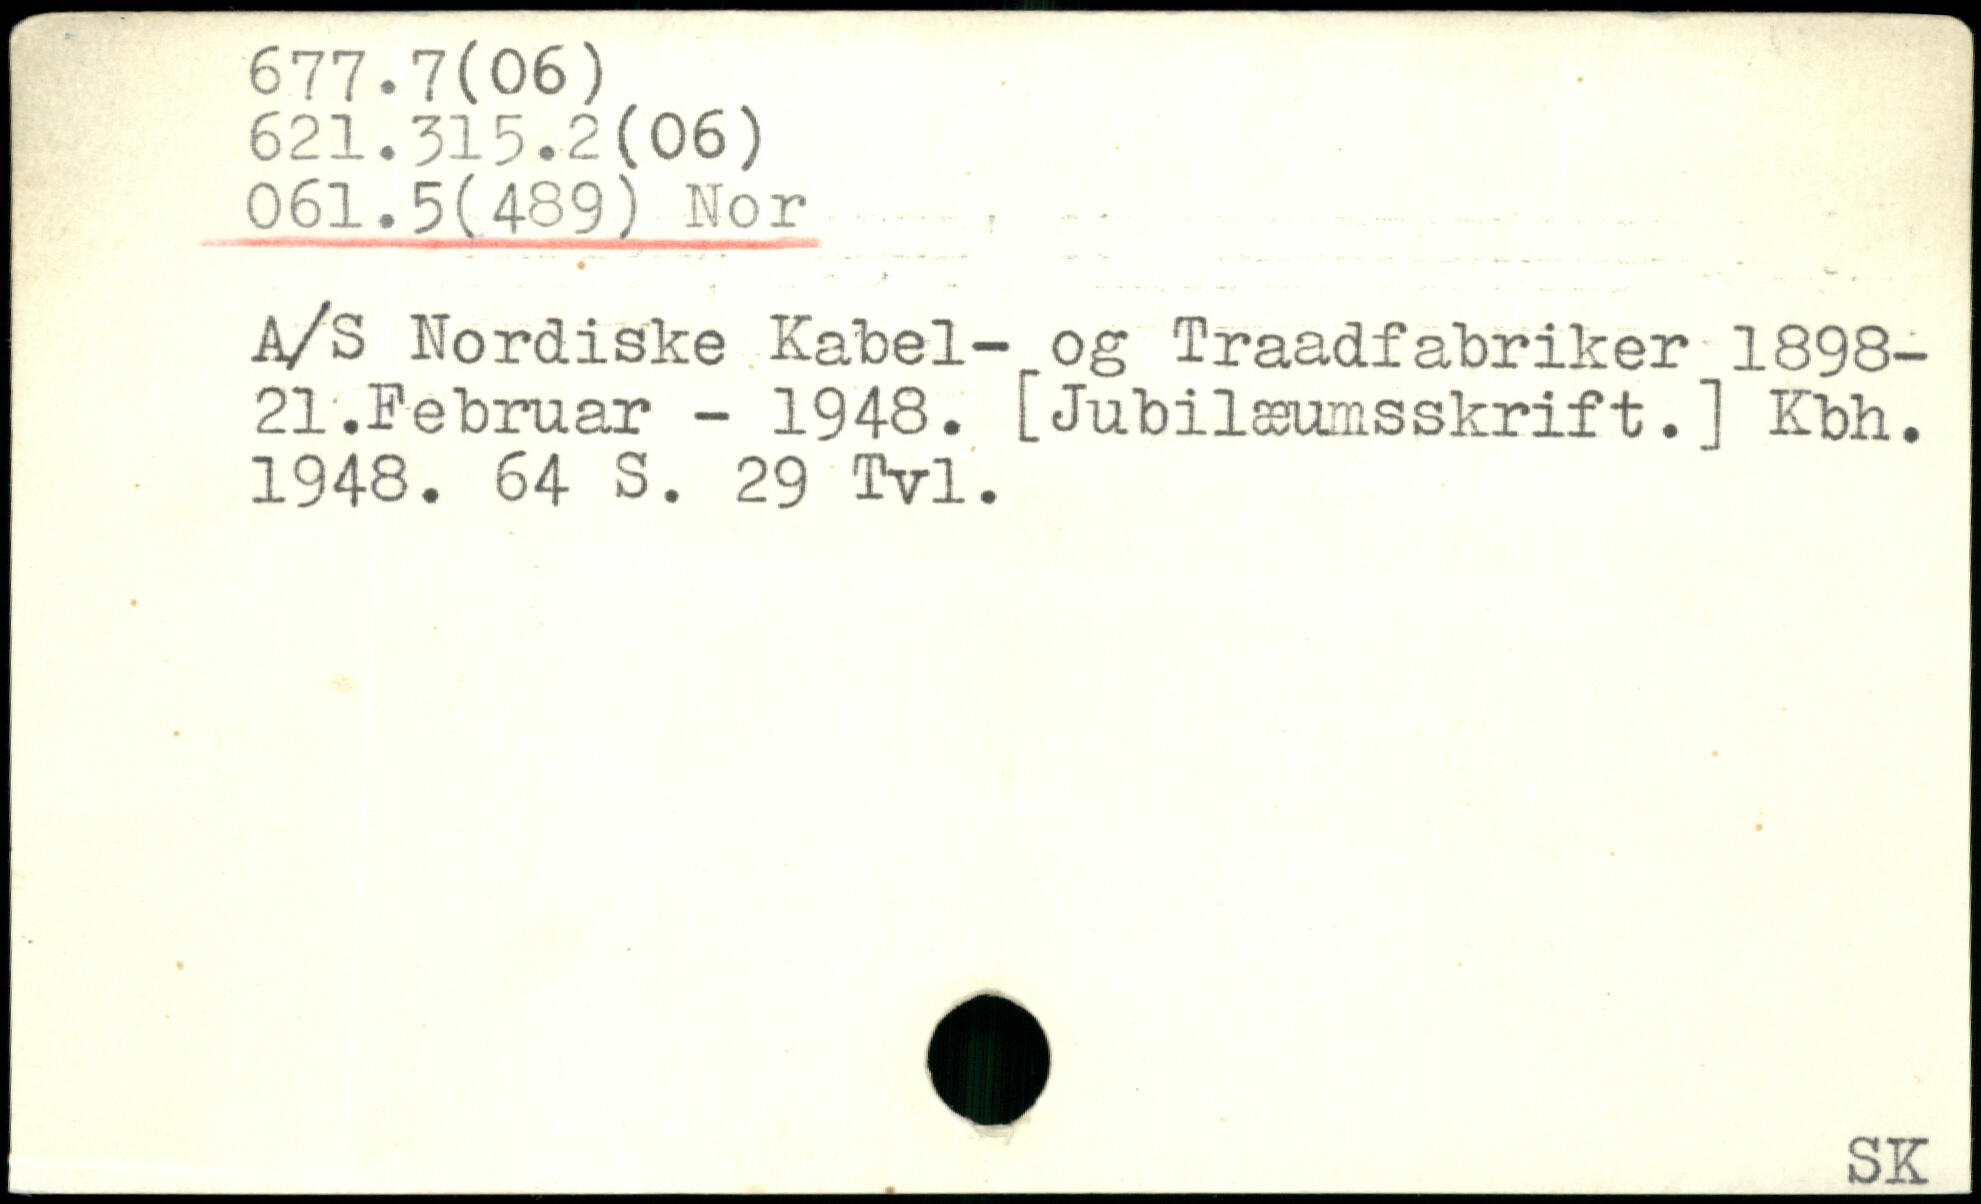 677.7(06)
621.315.2(06)
061.5(489) Nor
A/S Nordiske Kabel- og Traadfabriker 1898-
21.Februar - 1948. [Jubilæumsskrift.] Kbh.
1948. 64 S. 29 Tvl.
SK